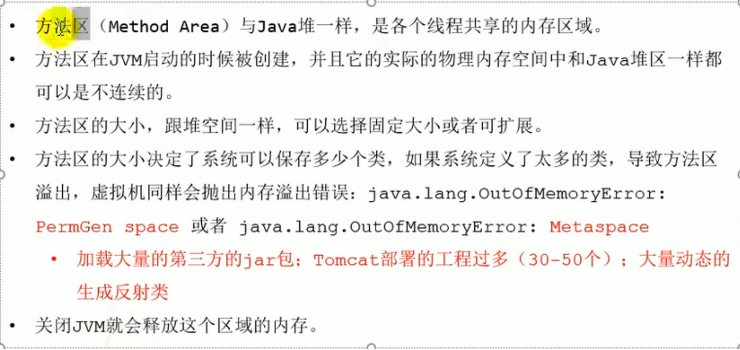 • 方法区（Method Area）与Java堆一样，是各个线程共享的内存区域。
• 方法区在JVM启动的时候被创建，并且它的实际的物理内存空间中和Java堆区一样都
可以是不连续的。
• 方法区的大小，跟堆空间一样，可以选择固定大小或者可扩展。
• 方法区的大小决定了系统可以保存多少个类，如果系统定义了太多的类，导致方法区
溢出，虚拟机同样会抛出内存溢出错误：java.lang.OutOfMemoryError:
PermGen space 或者 java.lang.OutOfMemoryError: Metaspace
• 加载大量的第三方的jar包；Tomcat部署的工程过多（30-50个）；大量动态的
生成反射类
• 关闭JVM就会释放这个区域的内存。